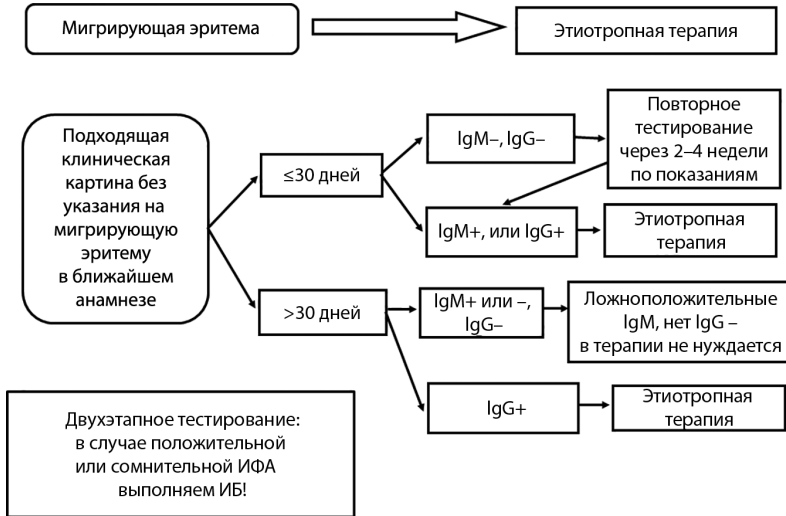 Мигрирующая эритема
Этиотропная терапия
Подходящая
клиническая
картина без
указания на
мигрирующую
эритему
в ближайшем
анамнезе
≤30 дней
IgM–, IgG–
Повторное
тестирование
через 2–4 недели
по показаниям
IgM+, или IgG+
Этиотропная
терапия
>30 дней
IgM+ или –,
IgG–
Ложноположительные
IgM, нет IgG –
в терапии не нуждается
IgG+
Этиотропная
терапия
Двухэтапное тестирование:
в случае положительной
или сомнительной ИФА
выполняем ИБ!